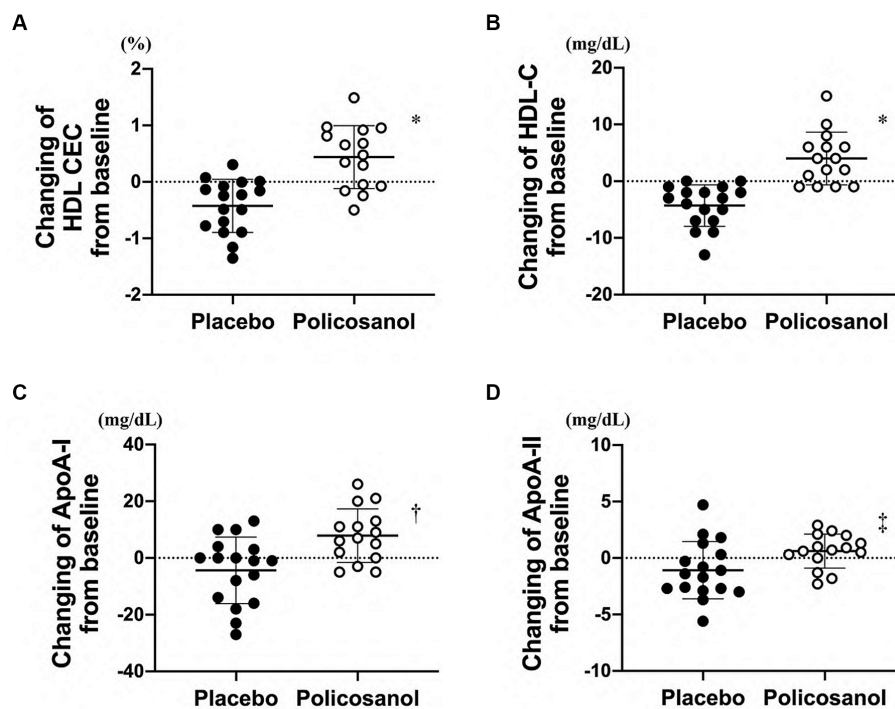 A
(%)
Changing of
HDL CEC
from baseline
2
1
0
-1
-2
*
Placebo
Policosanol
B
(mg/dL)
Changing of HDL-C
from baseline
20
10
0
-10
-20
*
Placebo
Policosanol
C
(mg/dL)
Changing of ApoA-I
from baseline
40
20
0
-20
-40
†
Placebo
Policosanol
D
(mg/dL)
Changing of ApoA-II
from baseline
10
5
0
-5
-10
‡
Placebo
Policosanol